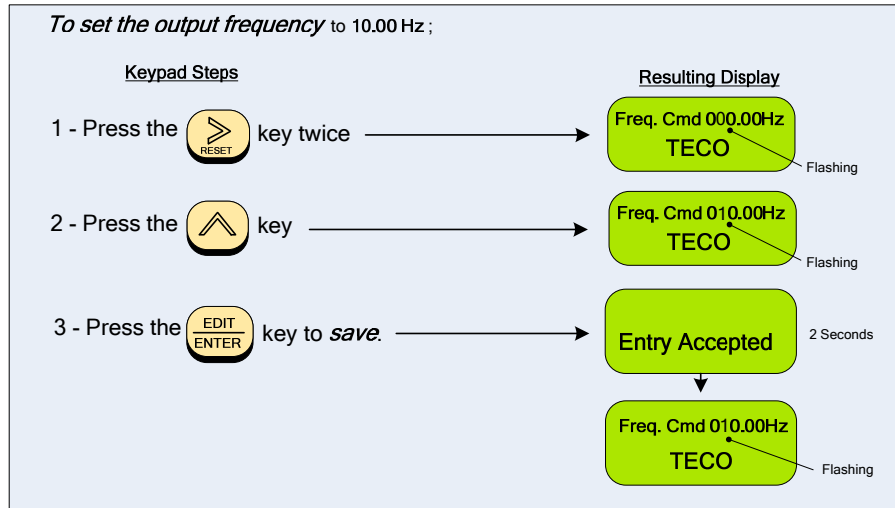 To set the output frequency to 10.00 Hz ;
Keypad Steps
Resulting Display
1 - Press the RESET key twice
Freq. Cmd 000.00Hz
TECO
Flashing
2 - Press the key
Freq. Cmd 010.00Hz
TECO
Flashing
3 - Press the EDIT ENTER key to save.
Entry Accepted
2 Seconds
Freq. Cmd 010.00Hz
TECO
Flashing